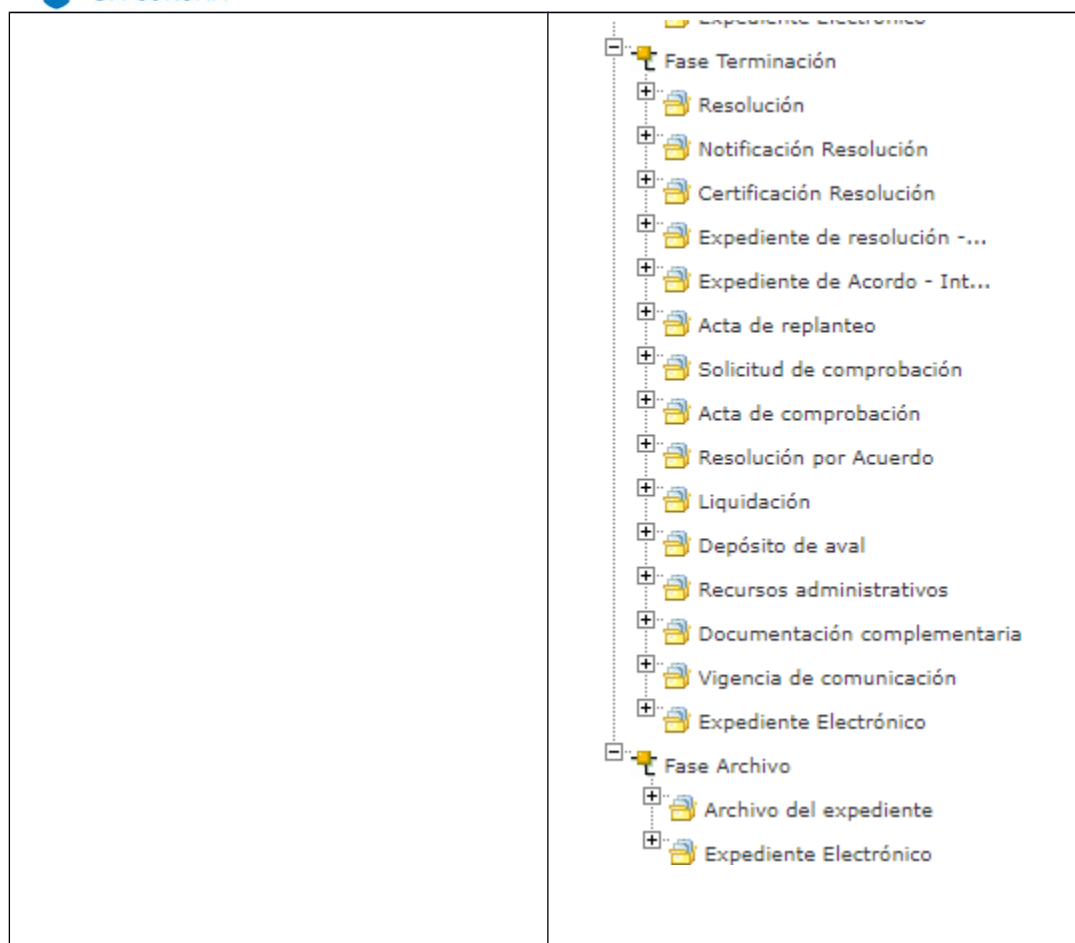 Expediente Electrónico
Fase Terminación
Resolución
Notificación Resolución
Certificación Resolución
Expediente de resolución -...
Expediente de Acordo - Int...
Acta de replanteo
Solicitud de comprobación
Acta de comprobación
Resolución por Acuerdo
Liquidación
Depósito de aval
Recursos administrativos
Documentación complementaria
Vigencia de comunicación
Expediente Electrónico
Fase Archivo
Archivo del expediente
Expediente Electrónico